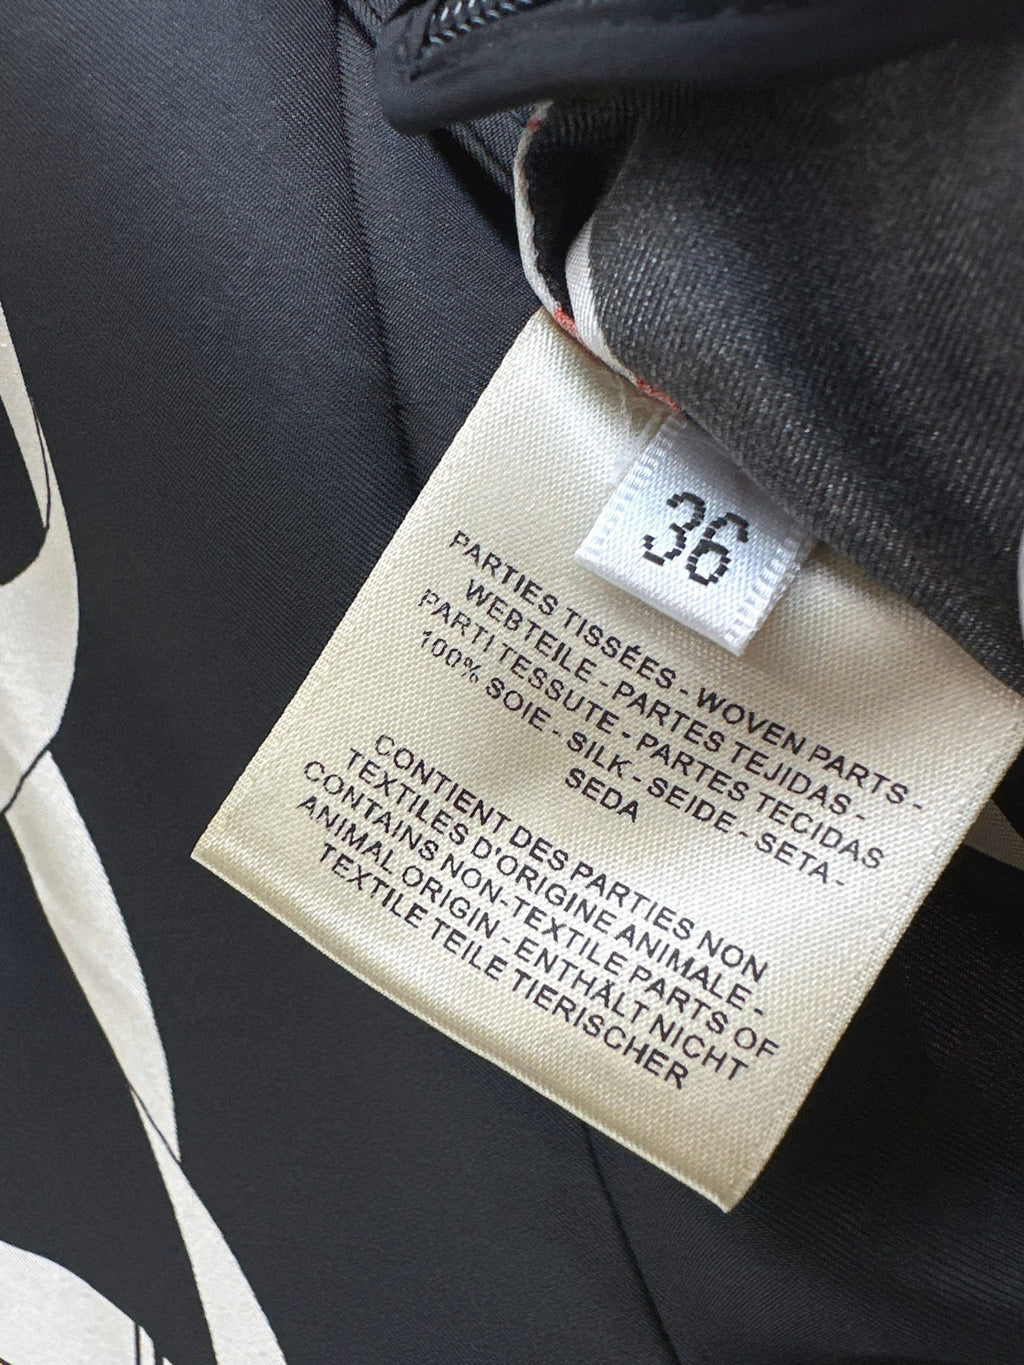 36
PARTIES TISSÉES - WOVEN PARTS -
WEBTEILE - PARTES TEJIDAS -
PARTI TESSUTE - PARTES TECIDAS
100% SOIE - SILK - SEIDE - SETA -
SEDA
CONTIENT DES PARTIES NON
TEXTILES D'ORIGINE ANIMALE -
CONTAINS NON-TEXTILE PARTS OF
ANIMAL ORIGIN - ENTHÄLT NICHT
TEXTILE TEILE TIERISCHER